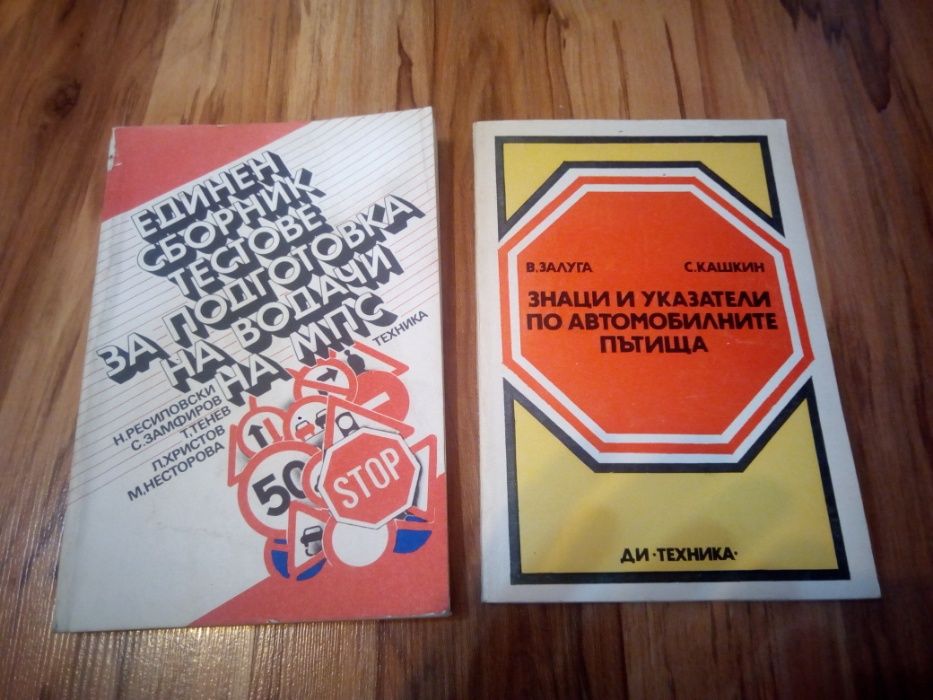 ЕДИНЕН
СБОРНИК
ТЕСТОВЕ
ЗА ПОДГОТОВКА
НА ВОДАЧИ
НА МПС
ТЕХНИКА
Н.РЕСИЛОВСКИ
С.ЗАМФИРОВ
Т.ТЕНЕВ
Л.ХРИСТОВ
М.НЕСТОРОВА
50
STOP
В.ЗАЛУГА С.КАШКИН
ЗНАЦИ И УКАЗАТЕЛИ
ПО АВТОМОБИЛНИТЕ
ПЪТИЩА
ДИ·ТЕХНИКА·